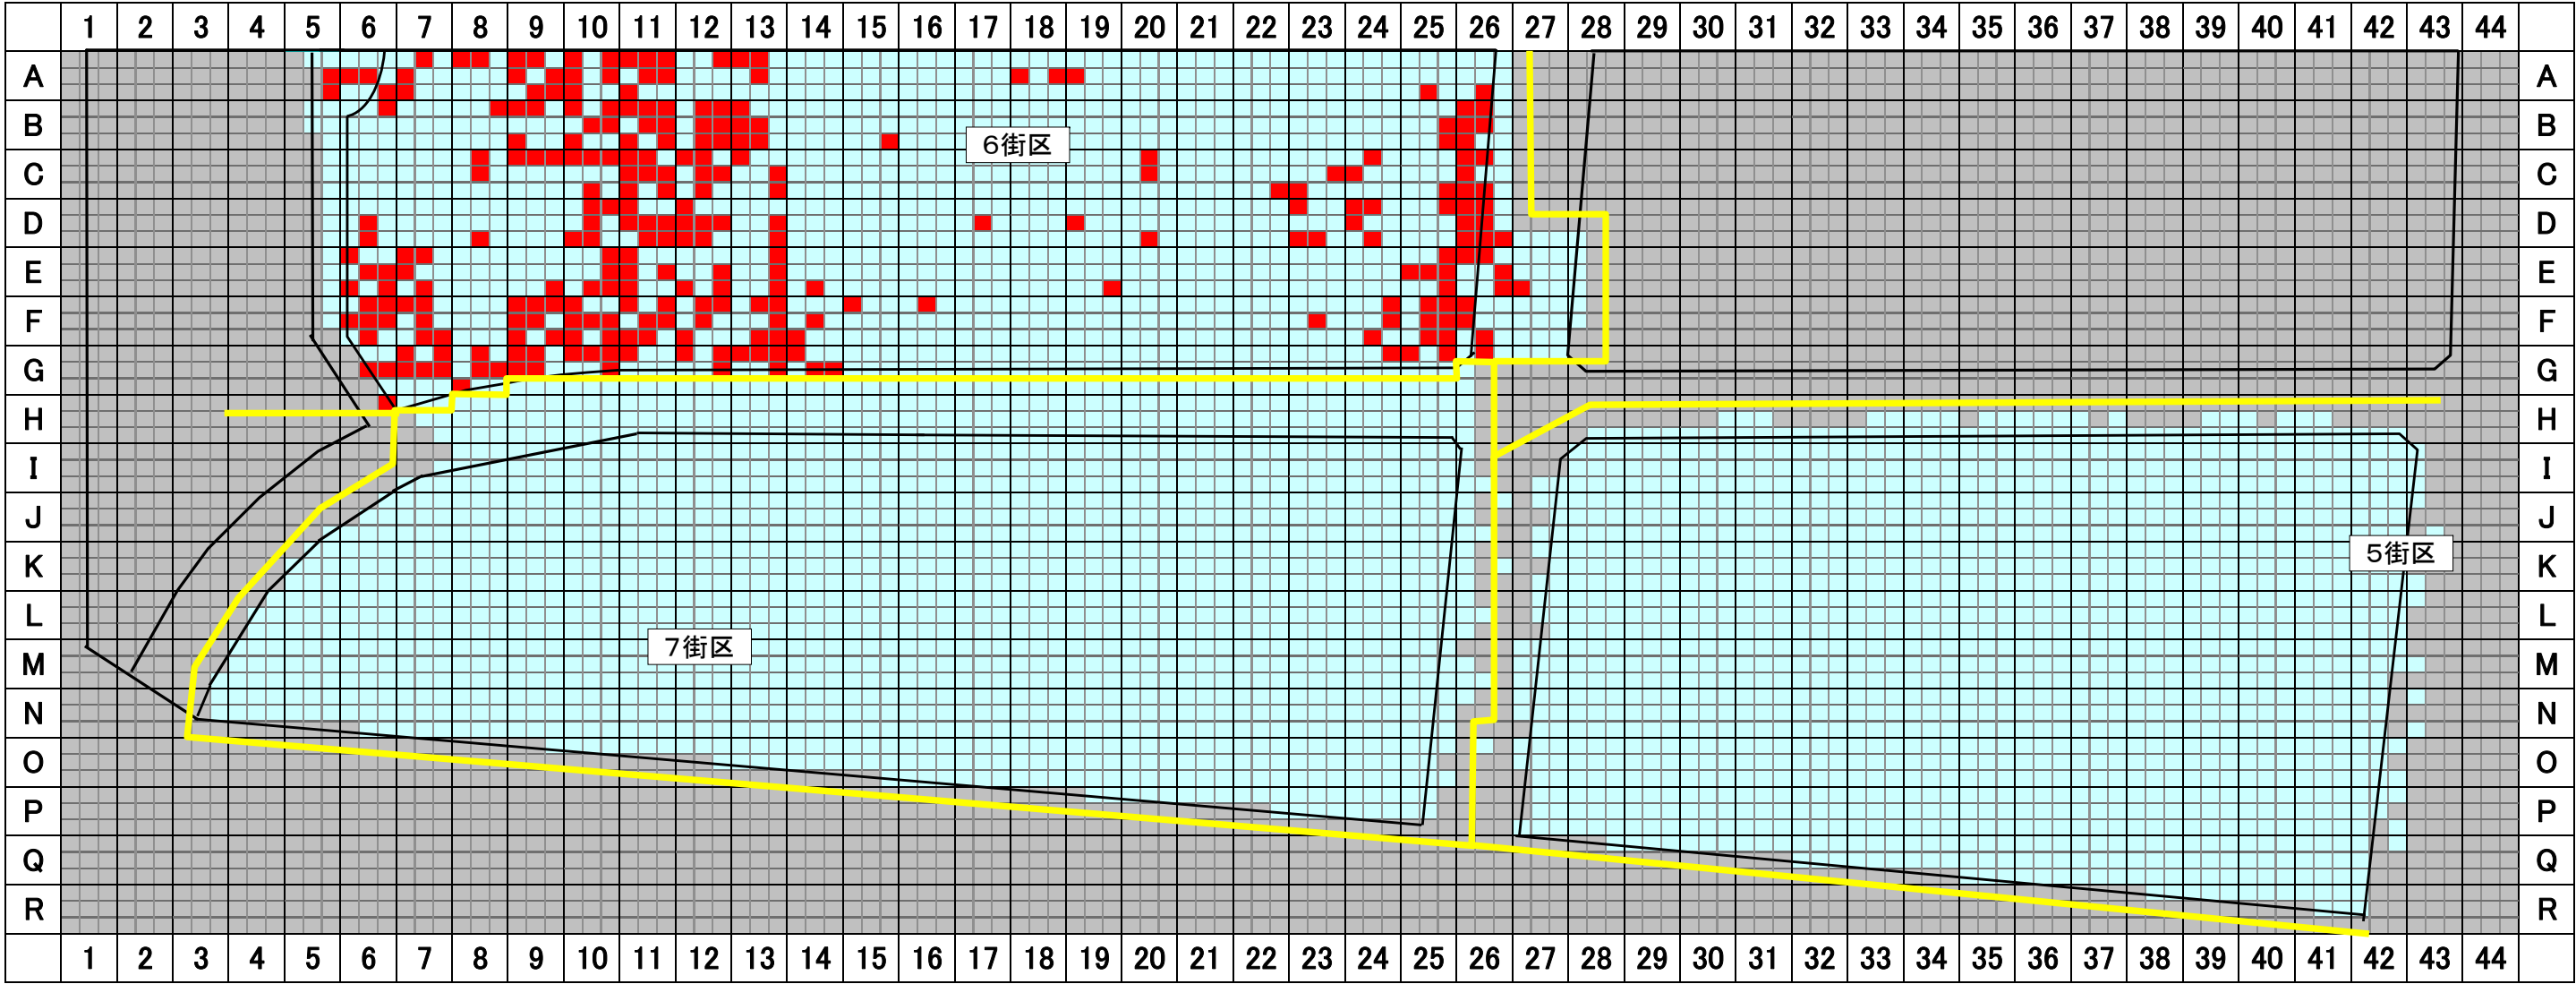 1 2 3 4 5 6 7 8 9 10 11 12 13 14 15 16 17 18 19 20 21 22 23 24 25 26 27 28 29 30 31 32 33 34 35 36 37 38 39 40 41 42 43 44
A A
B B
6街区
C C
D D
E E
F F
G G
H H
I I
J J
5街区
K K
L L
7街区
M M
N N
O O
P P
Q Q
R R
1 2 3 4 5 6 7 8 9 10 11 12 13 14 15 16 17 18 19 20 21 22 23 24 25 26 27 28 29 30 31 32 33 34 35 36 37 38 39 40 41 42 43 44